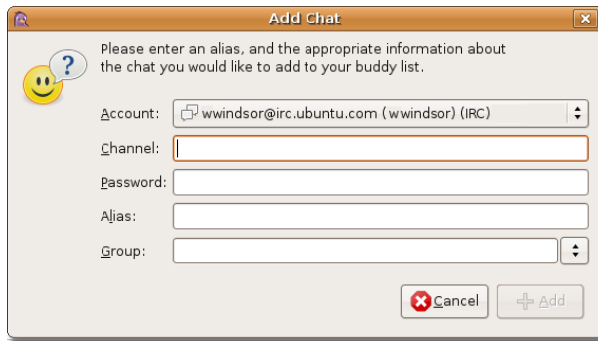 Add Chat
Please enter an alias, and the appropriate information about
the chat you would like to add to your buddy list.
Account: wwindsor@irc.ubuntu.com (wwindsor) (IRC)
Channel:
Password:
Alias:
Group:
Cancel Add